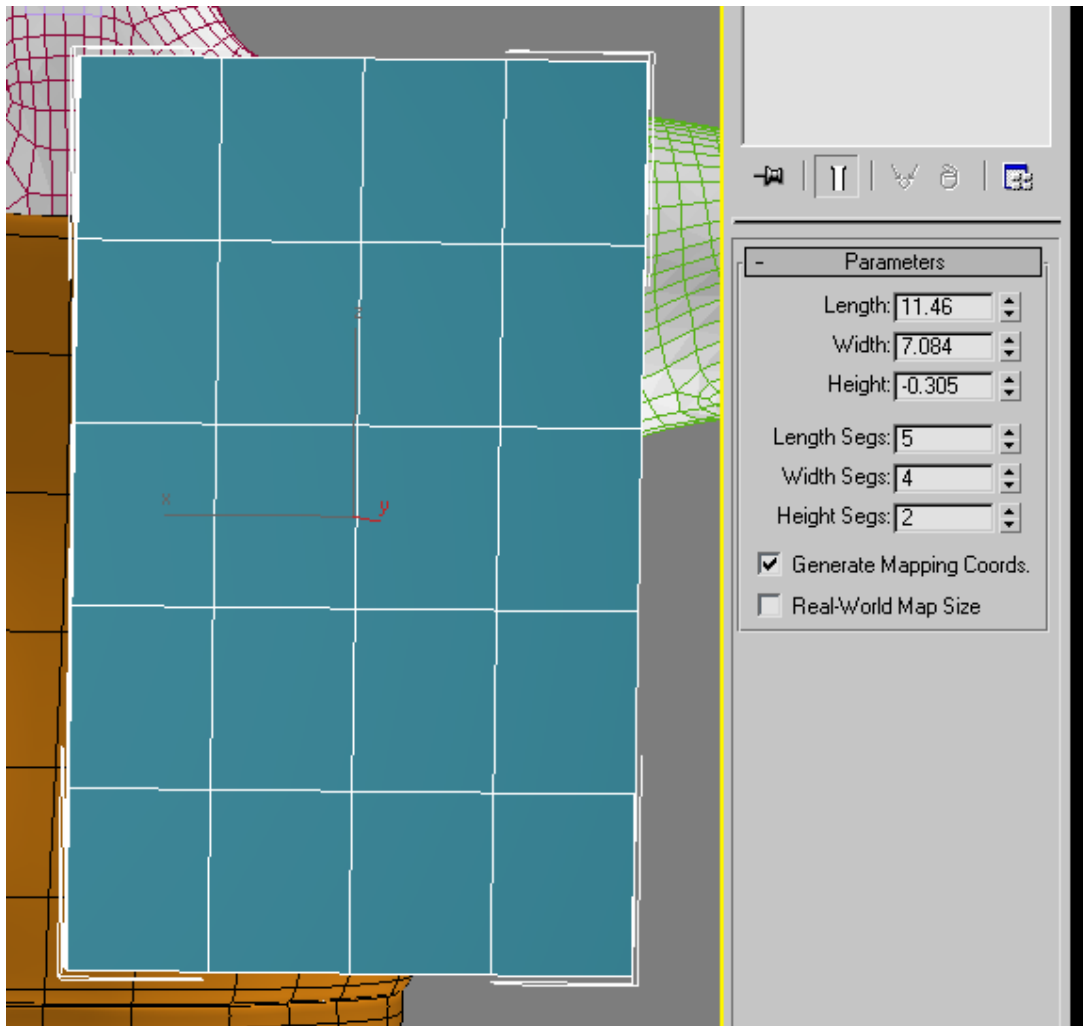 - Parameters
Length: 11.46
Width: 7.084
Height: -0.305
Length Segs: 5
Width Segs: 4
Height Segs: 2
Generate Mapping Coords.
Real-World Map Size
z
x
y